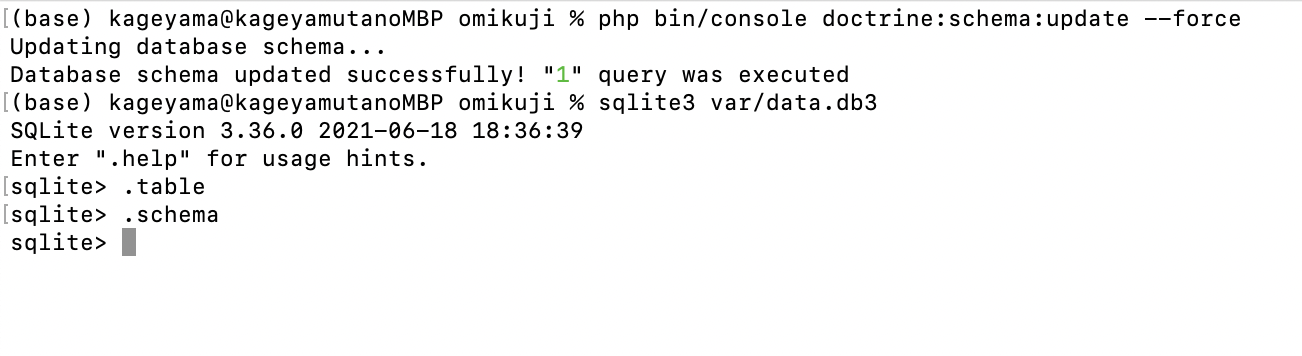 [(base) kageyama@kageyamutanoMBP omikuji % php bin/console doctrine:schema:update --force
Updating database schema...
Database schema updated successfully! "1" query was executed
[(base) kageyama@kageyamutanoMBP omikuji % sqlite3 var/data.db3
SQLite version 3.36.0 2021-06-18 18:36:39
Enter ".help" for usage hints.
[sqlite> .table
[sqlite> .schema
sqlite>